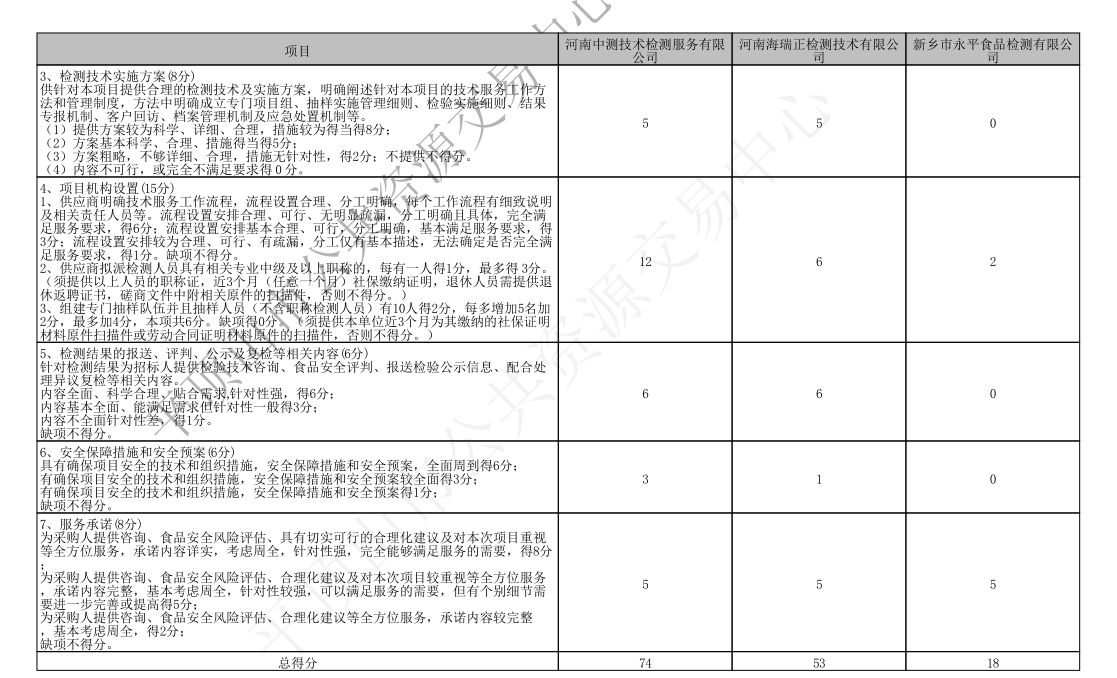 项目
河南中测技术检测服务有限
公司
河南海瑞正检测技术有限公
司
新乡市永平食品检测有限公
司
3、检测技术实施方案(8分)
供针对本项目提供合理的检测技术及实施方案，明确阐述针对本项目的技术服务工作方
法和管理制度，方法中明确成立专门项目组、抽样实施管理细则、检验实施细则、结果
专报机制、客户回访、档案管理机制及应急处置机制等。
（1）提供方案较为科学、详细、合理，措施较为得当得8分；
（2）方案基本科学、合理、措施得当得5分；
（3）方案粗略，不够详细、合理，措施无针对性，得2分；不提供不得分。
（4）内容不可行，或完全不满足要求得０分。
5
5
0
4、项目机构设置(15分)
1、供应商明确技术服务工作流程，流程设置合理、分工明确，每个工作流程有细致说明
及相关责任人员等。流程设置安排合理、可行、无明显疏漏，分工明确且具体，完全满
足服务要求，得6分；流程设置安排基本合理、可行，分工明确，基本满足服务要求，得
3分；流程设置安排较为合理、可行、有疏漏，分工仅有基本描述，无法确定是否完全满
足服务要求，得1分。缺项不得分。
2、供应商拟派检测人员具有相关专业中级及以上职称的，每有一人得1分，最多得 3分。
（须提供以上人员的职称证，近3个月（任意一个月）社保缴纳证明，退休人员需提供退
休返聘证书，磋商文件中附相关原件的扫描件，否则不得分。）
3、组建专门抽样队伍并且抽样人员（不含职称检测人员）有10人得2分，每多增加5名加
2分，最多加4分，本项共6分。缺项得0分。（须提供本单位近3个月为其缴纳的社保证明
材料原件扫描件或劳动合同证明材料原件的扫描件，否则不得分。）
12
6
2
5、检测结果的报送、评判、公示及复检等相关内容(6分)
针对检测结果为招标人提供检验技术咨询、食品安全评判、报送检验公示信息、配合处
理异议复检等相关内容。
内容全面、科学合理、贴合需求,针对性强，得6分；
内容基本全面、能满足需求但针对性一般得3分；
内容不全面针对性差，得1分。
缺项不得分。
6
6
0
6、安全保障措施和安全预案(6分)
具有确保项目安全的技术和组织措施，安全保障措施和安全预案，全面周到得6分；
有确保项目安全的技术和组织措施，安全保障措施和安全预案较全面得3分；
有确保项目安全的技术和组织措施，安全保障措施和安全预案得1分；
缺项不得分。
3
1
0
7、服务承诺(8分)
为采购人提供咨询、食品安全风险评估、具有切实可行的合理化建议及对本次项目重视
等全方位服务，承诺内容详实，考虑周全，针对性强，完全能够满足服务的需要，得8分
；
为采购人提供咨询、食品安全风险评估、合理化建议及对本次项目较重视等全方位服务
，承诺内容完整，基本考虑周全，针对性较强，可以满足服务的需要，但有个别细节需
要进一步完善或提高得5分；
为采购人提供咨询、食品安全风险评估、合理化建议等全方位服务，承诺内容较完整
，基本考虑周全，得2分；
缺项不得分。
5
5
5
总得分
74
53
18
平顶山市公共资源交易中心
平顶山市公共资源交易中心